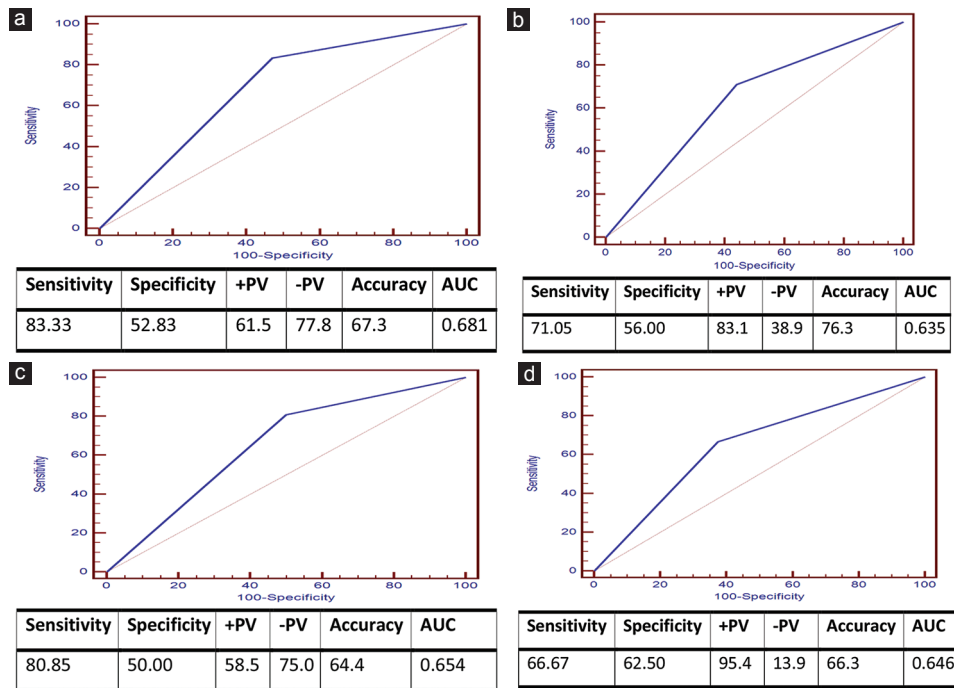 a
100
80
60
40
20
0
Sensitivity
0 20 40 60 80 100
100-Specificity
Sensitivity Specificity +PV -PV Accuracy AUC
83.33 52.83 61.5 77.8 67.3 0.681
b
100
80
60
40
20
0
Sensitivity
0 20 40 60 80 100
100-Specificity
Sensitivity Specificity +PV -PV Accuracy AUC
71.05 56.00 83.1 38.9 76.3 0.635
c
100
80
60
40
20
0
Sensitivity
0 20 40 60 80 100
100-Specificity
Sensitivity Specificity +PV -PV Accuracy AUC
80.85 50.00 58.5 75.0 64.4 0.654
d
100
80
60
40
20
0
Sensitivity
0 20 40 60 80 100
100-Specificity
Sensitivity Specificity +PV -PV Accuracy AUC
66.67 62.50 95.4 13.9 66.3 0.646